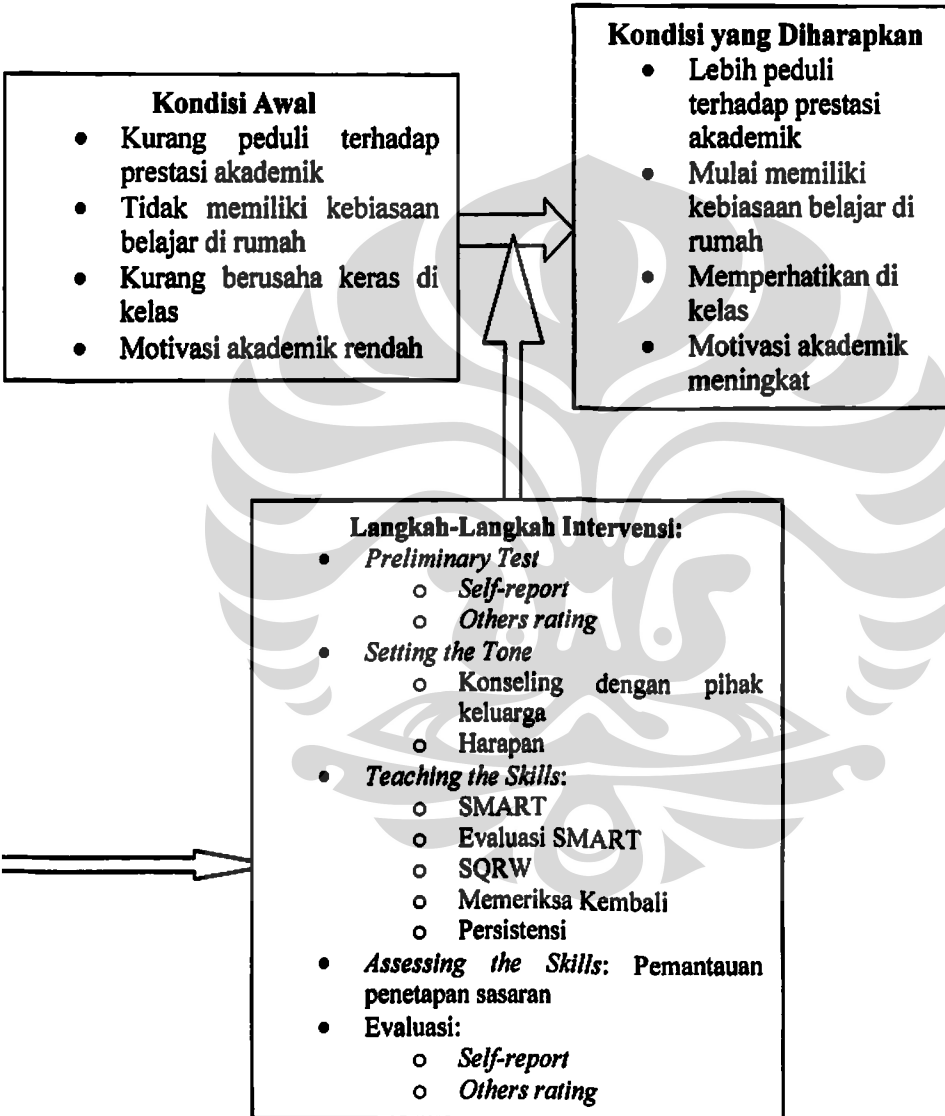 Kondisi Awal
• Kurang peduli terhadap
prestasi akademik
• Tidak memiliki kebiasaan
belajar di rumah
• Kurang berusaha keras di
kelas
• Motivasi akademik rendah
Kondisi yang Diharapkan
• Lebih peduli
terhadap prestasi
akademik
• Mulai memiliki
kebiasaan belajar di
rumah
• Memperhatikan di
kelas
• Motivasi akademik
meningkat
Langkah-Langkah Intervensi:
• Preliminary Test
o Self-report
o Others rating
• Setting the Tone
o Konseling dengan pihak
keluarga
o Harapan
• Teaching the Skills:
o SMART
o Evaluasi SMART
o SQRW
o Memeriksa Kembali
o Persistensi
• Assessing the Skills: Pemantauan
penetapan sasaran
• Evaluasi:
o Self-report
o Others rating